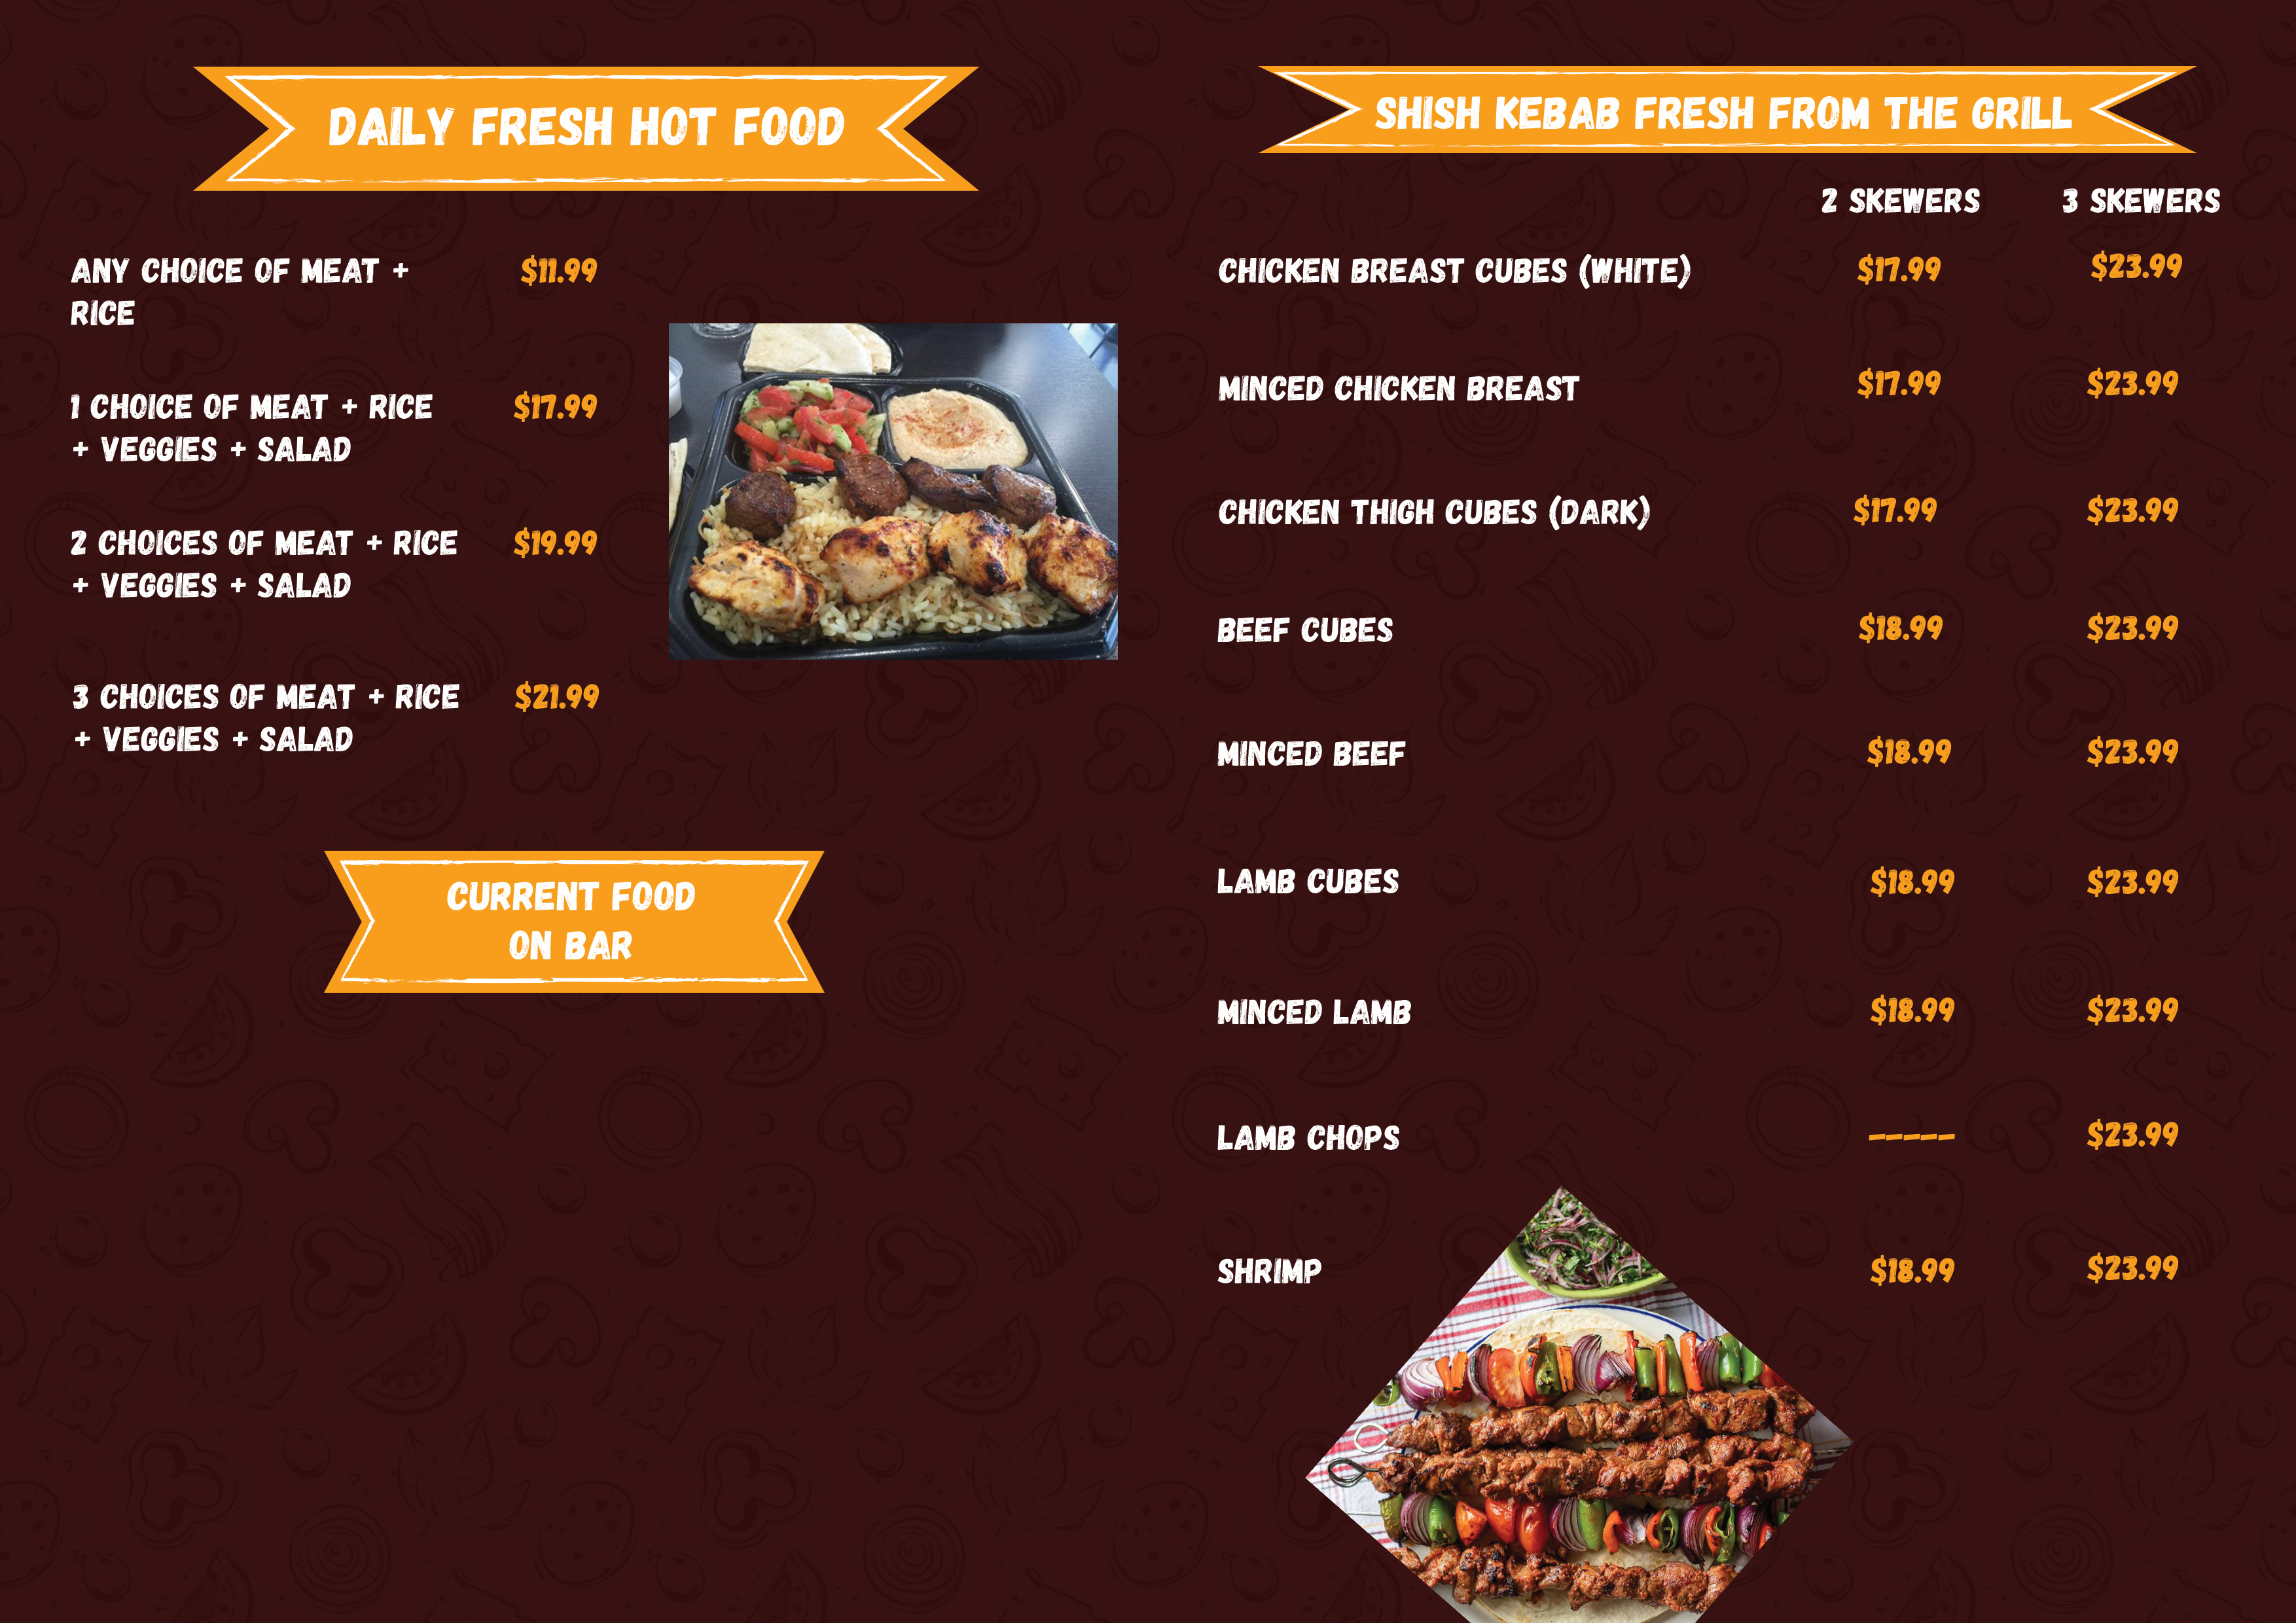 DAILY FRESH HOT FOOD
ANY CHOICE OF MEAT + $11.99
RICE
1 CHOICE OF MEAT + RICE $17.99
+ VEGGIES + SALAD
2 CHOICES OF MEAT + RICE $19.99
+ VEGGIES + SALAD
3 CHOICES OF MEAT + RICE $21.99
+ VEGGIES + SALAD
CURRENT FOOD
ON BAR
SHISH KEBAB FRESH FROM THE GRILL
2 SKEWERS 3 SKEWERS
CHICKEN BREAST CUBES (WHITE) $17.99 $23.99
MINCED CHICKEN BREAST $17.99 $23.99
CHICKEN THIGH CUBES (DARK) $17.99 $23.99
BEEF CUBES $18.99 $23.99
MINCED BEEF $18.99 $23.99
LAMB CUBES $18.99 $23.99
MINCED LAMB $18.99 $23.99
LAMB CHOPS ----- $23.99
SHRIMP $18.99 $23.99